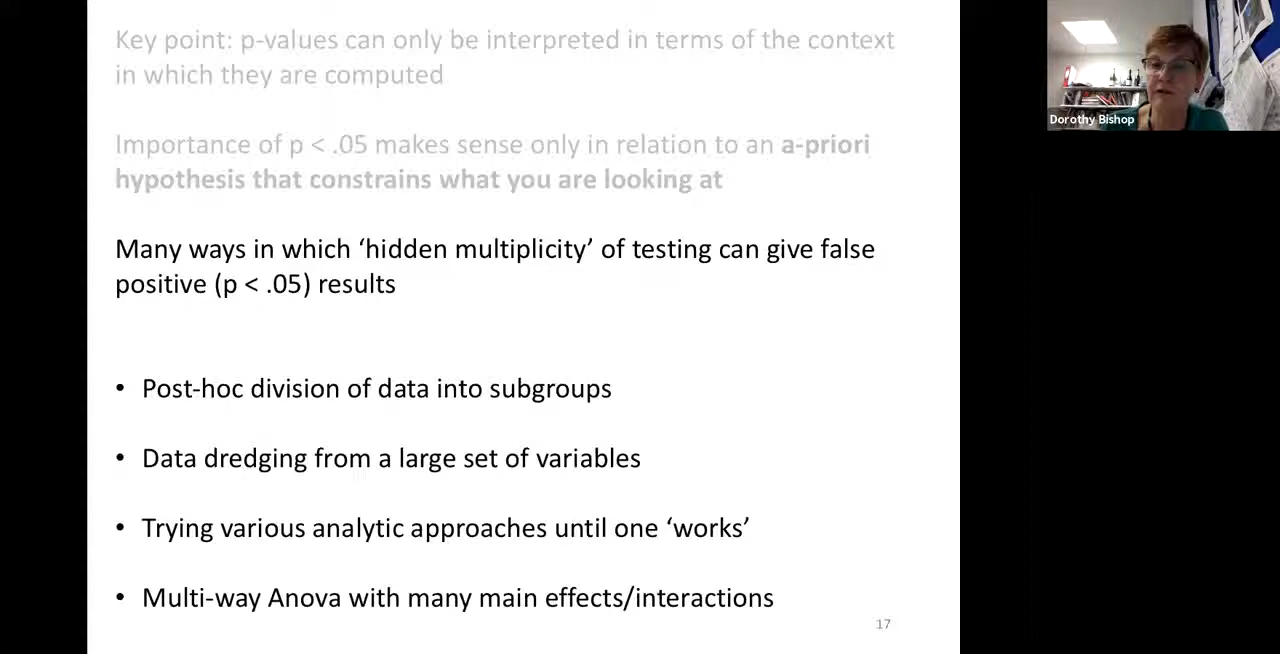 Key point: p-values can only be interpreted in terms of the context
in which they are computed
Importance of p < .05 makes sense only in relation to an a-priori
hypothesis that constrains what you are looking at
Many ways in which ‘hidden multiplicity’ of testing can give false
positive (p < .05) results
• Post-hoc division of data into subgroups
• Data dredging from a large set of variables
• Trying various analytic approaches until one ‘works’
• Multi-way Anova with many main effects/interactions
17
Dorothy Bishop